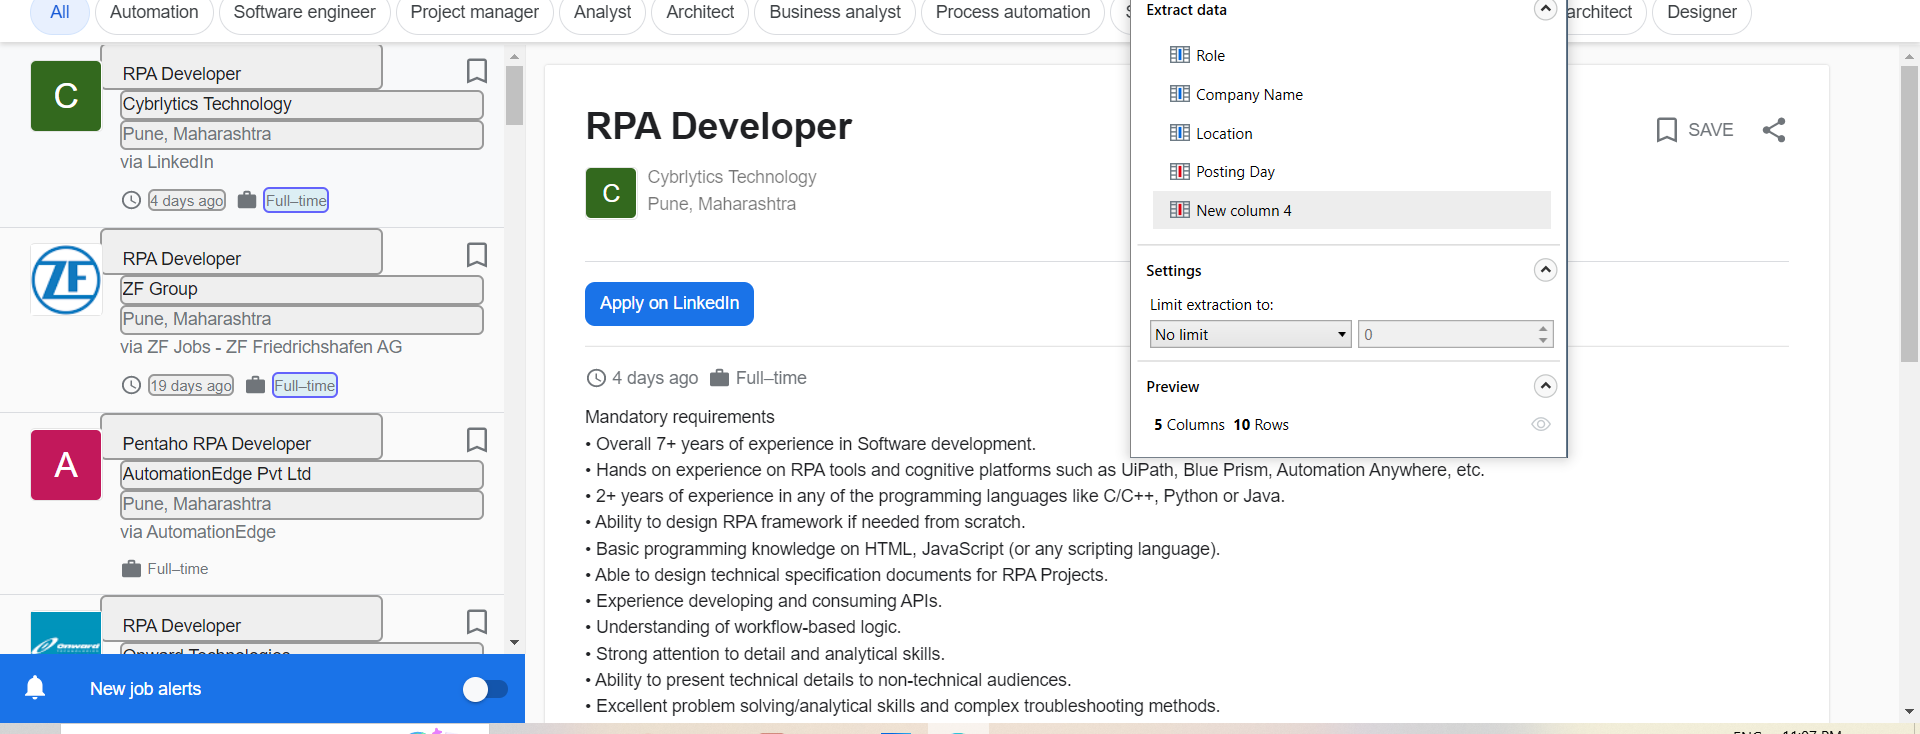 All
Automation
Software engineer
Project manager
Analyst
Architect
Business analyst
Process automation
architect
Designer
C
RPA Developer
Cybrlytics Technology
Pune, Maharashtra
via LinkedIn
4 days ago
Full–time
ZF
RPA Developer
ZF Group
Pune, Maharashtra
via ZF Jobs - ZF Friedrichshafen AG
19 days ago
Full–time
A
Pentaho RPA Developer
AutomationEdge Pvt Ltd
Pune, Maharashtra
via AutomationEdge
Full–time
onward
RPA Developer
Onward Technologies
New job alerts
RPA Developer
SAVE
C
Cybrlytics Technology
Pune, Maharashtra
Apply on LinkedIn
4 days ago
Full–time
Mandatory requirements
• Overall 7+ years of experience in Software development.
• Hands on experience on RPA tools and cognitive platforms such as UiPath, Blue Prism, Automation Anywhere, etc.
• 2+ years of experience in any of the programming languages like C/C++, Python or Java.
• Ability to design RPA framework if needed from scratch.
• Basic programming knowledge on HTML, JavaScript (or any scripting language).
• Able to design technical specification documents for RPA Projects.
• Experience developing and consuming APIs.
• Understanding of workflow-based logic.
• Strong attention to detail and analytical skills.
• Ability to present technical details to non-technical audiences.
• Excellent problem solving/analytical skills and complex troubleshooting methods.
Extract data
Role
Company Name
Location
Posting Day
New column 4
Settings
Limit extraction to:
No limit
0
Preview
5 Columns 10 Rows
ENG
11:07 PM